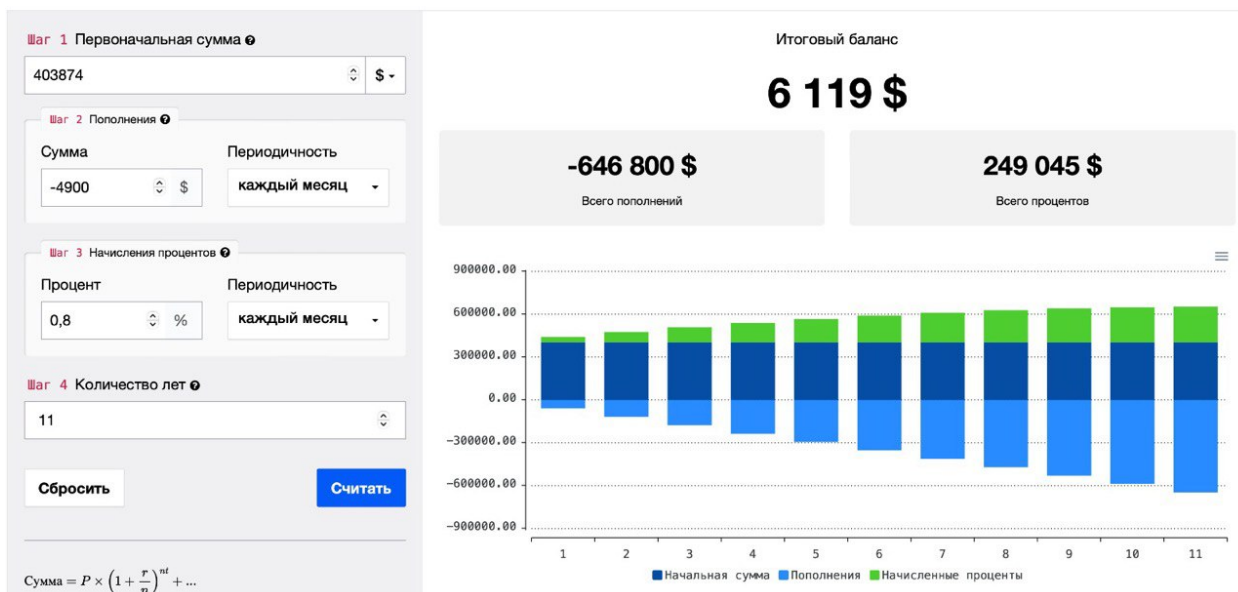 Шаг 1 Первоначальная сумма
403874 $
Шаг 2 Пополнения
Сумма Периодичность
-4900 $ каждый месяц
Шаг 3 Начисления процентов
Процент Периодичность
0,8 % каждый месяц
Шаг 4 Количество лет
11
Сбросить Считать
Сумма = P × (1 + r/n)^nt + ...
Итоговый баланс
6 119 $
-646 800 $ 249 045 $
Всего пополнений Всего процентов
900000.00
600000.00
300000.00
0.00
-300000.00
-600000.00
-900000.00
1 2 3 4 5 6 7 8 9 10 11
Начальная сумма Пополнения Начисленные проценты